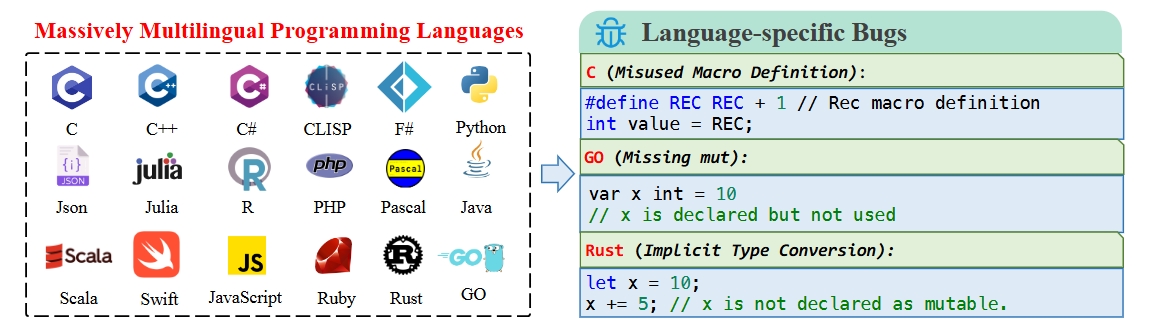 Massively Multilingual Programming Languages
C
C++
C#
CLiSP
C C++ C# CLISP F# Python
{i}
JSON
julia
R
php
Pascal
Json Julia R PHP Pascal Java
Scala
JS
R
GO
Scala Swift JavaScript Ruby Rust GO
Language-specific Bugs
C (Misused Macro Definition):
#define REC REC + 1 // Rec macro definition
int value = REC;
GO (Missing mut):
var x int = 10
// x is declared but not used
Rust (Implicit Type Conversion):
let x = 10;
x += 5; // x is not declared as mutable.